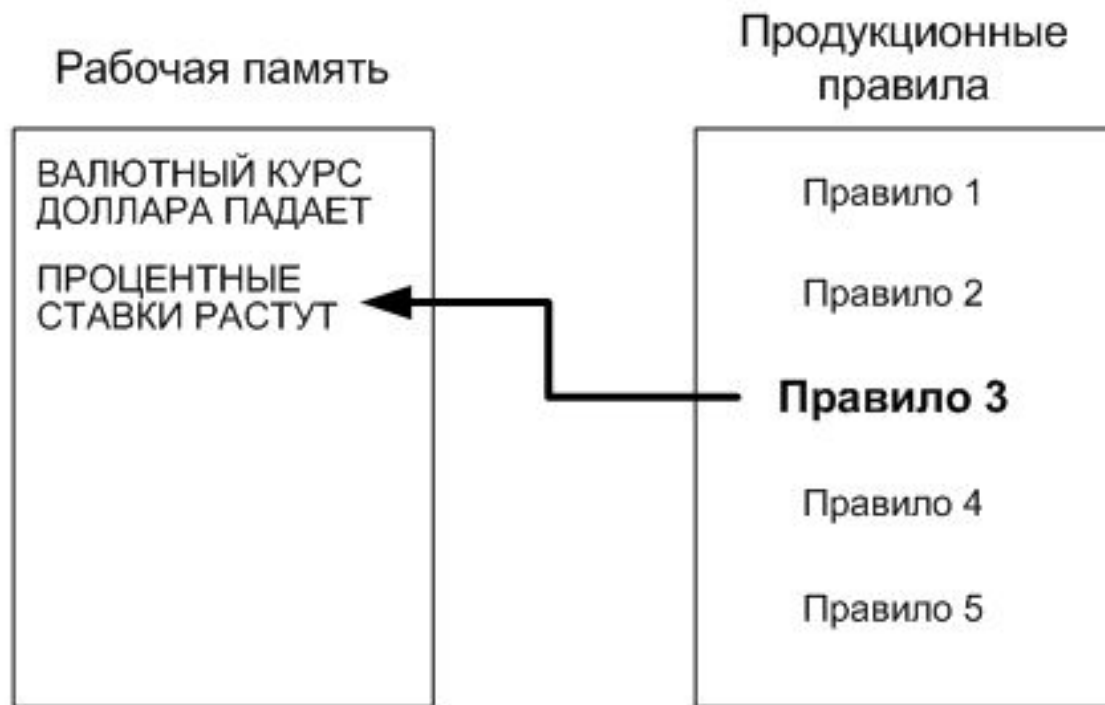 Рабочая память
ВАЛЮТНЫЙ КУРС
ДОЛЛАРА ПАДАЕТ
ПРОЦЕНТНЫЕ
СТАВКИ РАСТУТ
Продукционные
правила
Правило 1
Правило 2
Правило 3
Правило 4
Правило 5